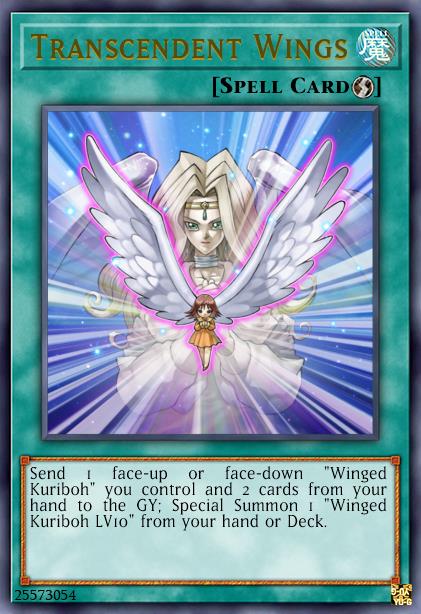 TRANSCENDENT WINGS
SPELL
魔
[SPELL CARD]
Send 1 face-up or face-down "Winged
Kuriboh" you control and 2 cards from your
hand to the GY; Special Summon 1 "Winged
Kuriboh LV10" from your hand or Deck.
25573054